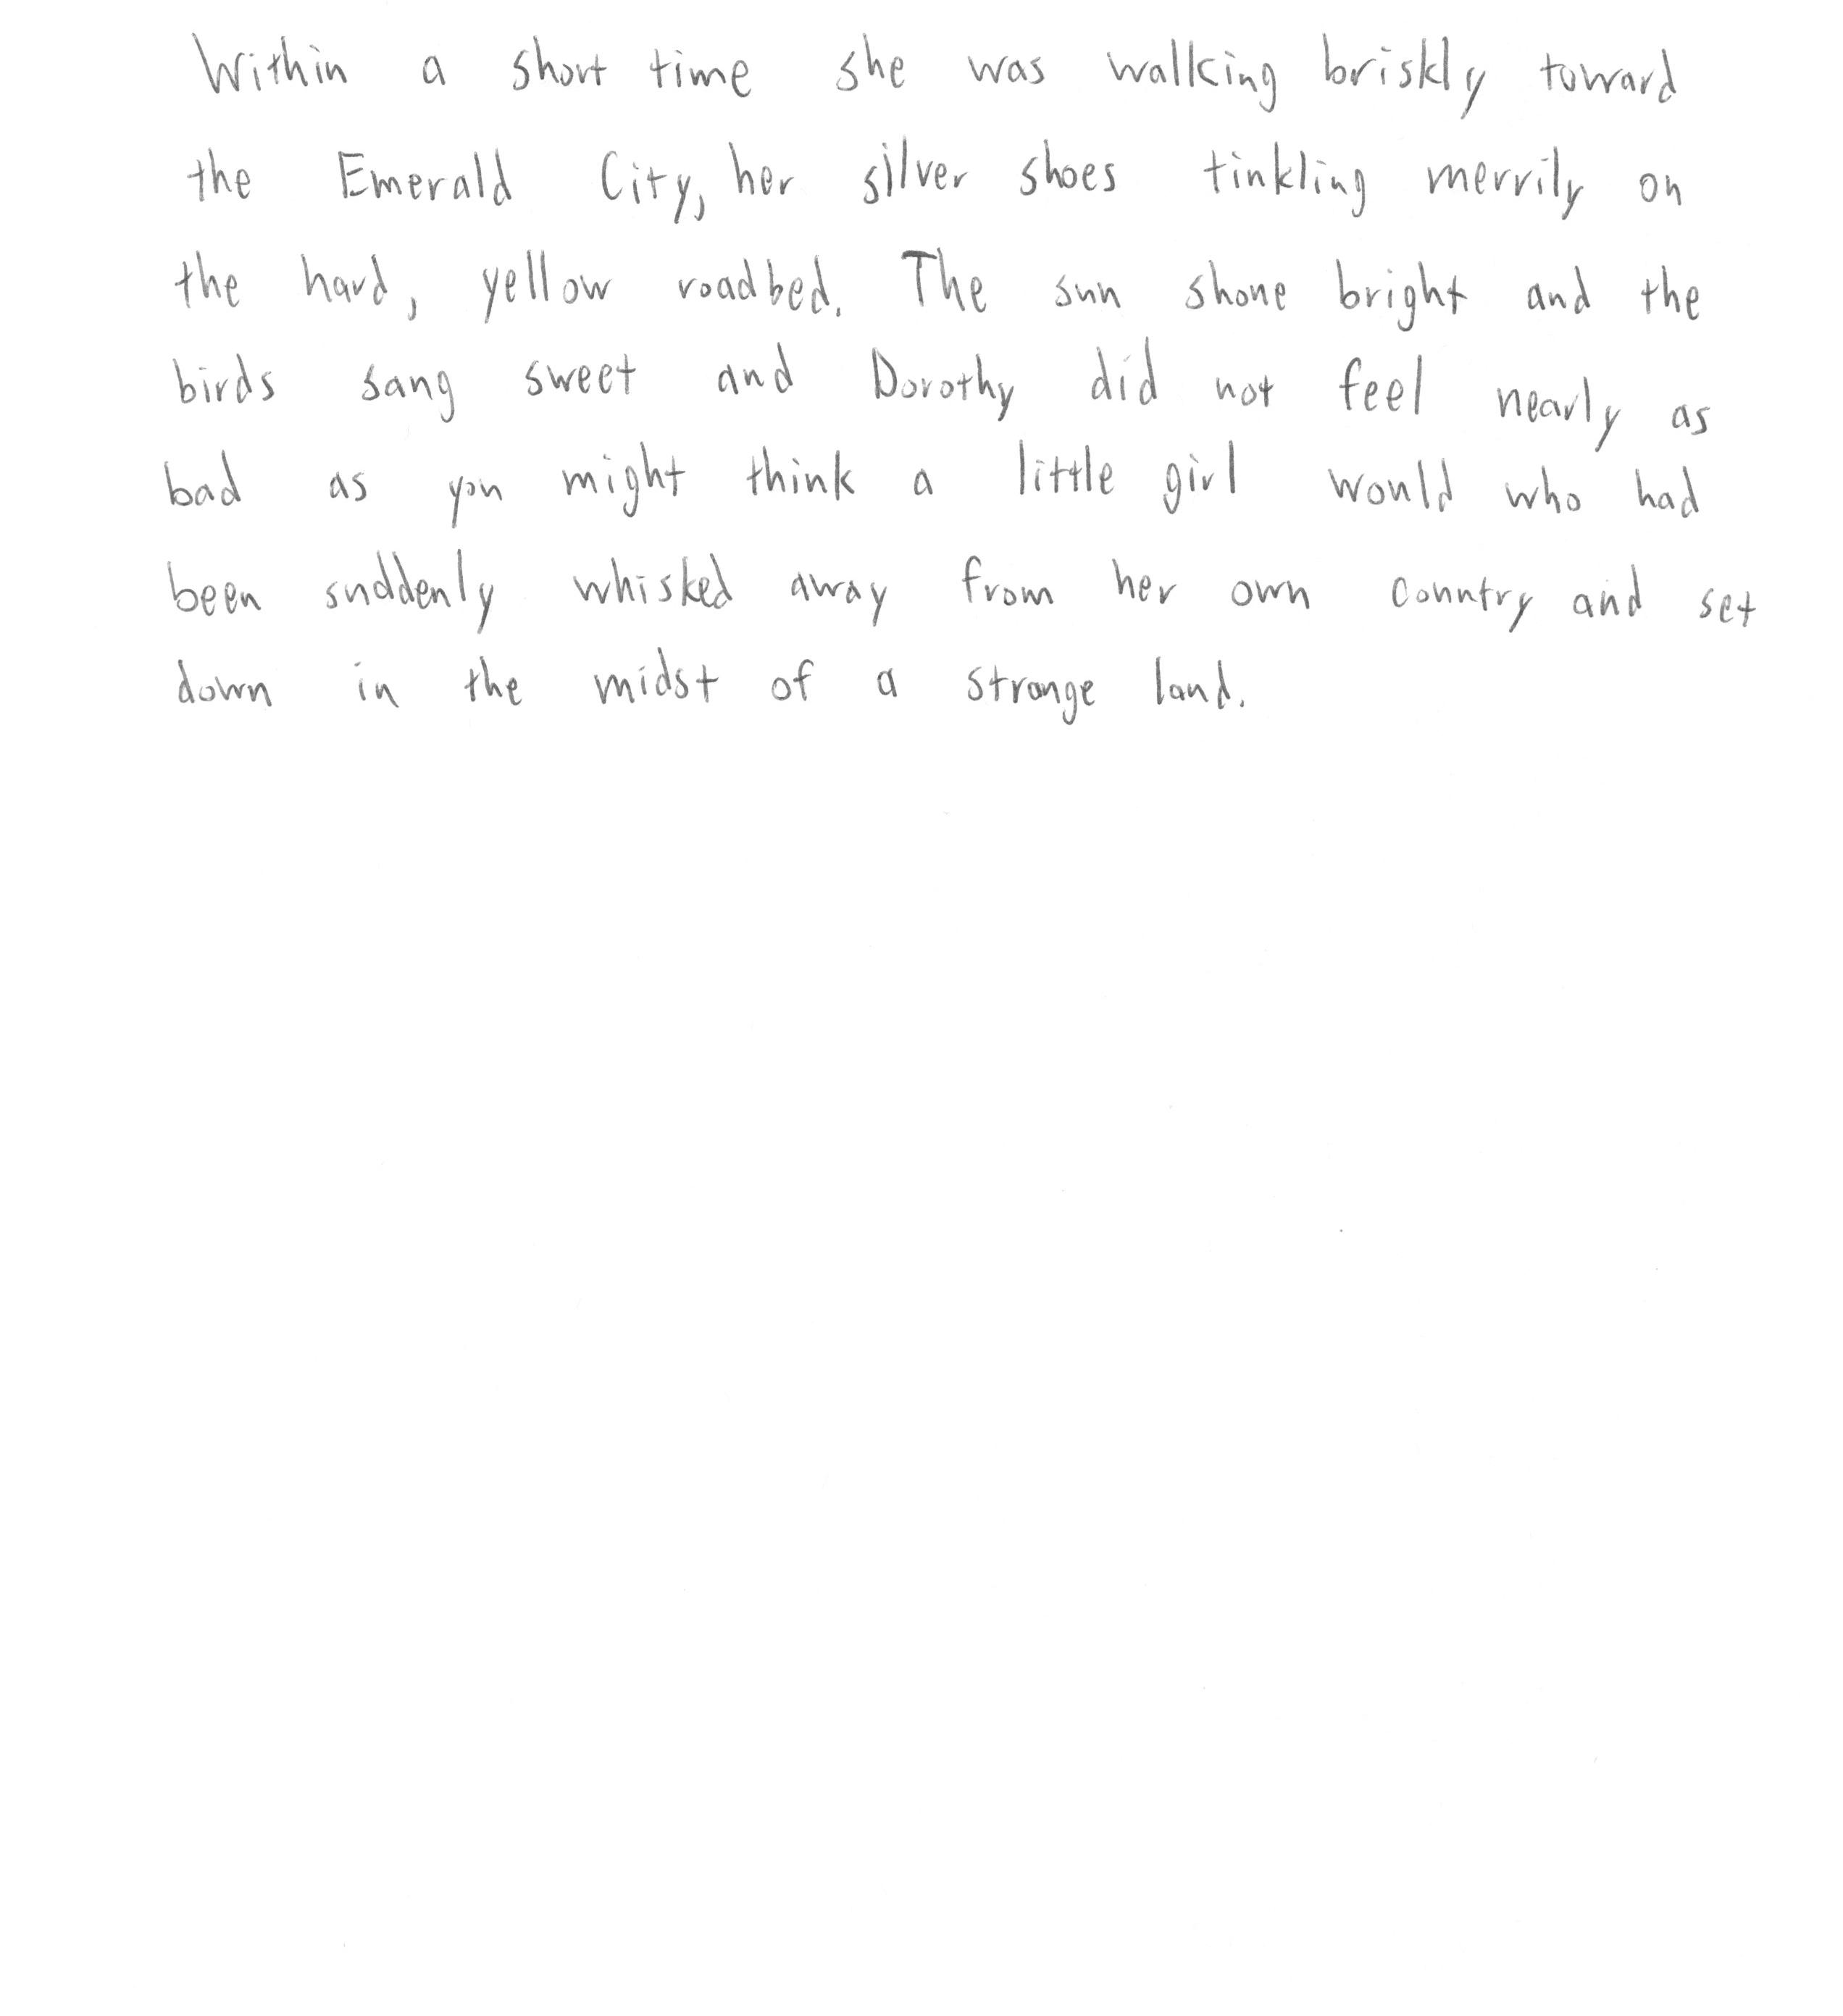 Within a short time she was walking briskly toward
the Emerald City, her silver shoes tinkling merrily on
the hard, yellow roadbed. The sun shone bright and the
birds sang sweet and Dorothy did not feel nearly as
bad as you might think a little girl would who had
been suddenly whisked away from her own country and set
down in the midst of a strange land.